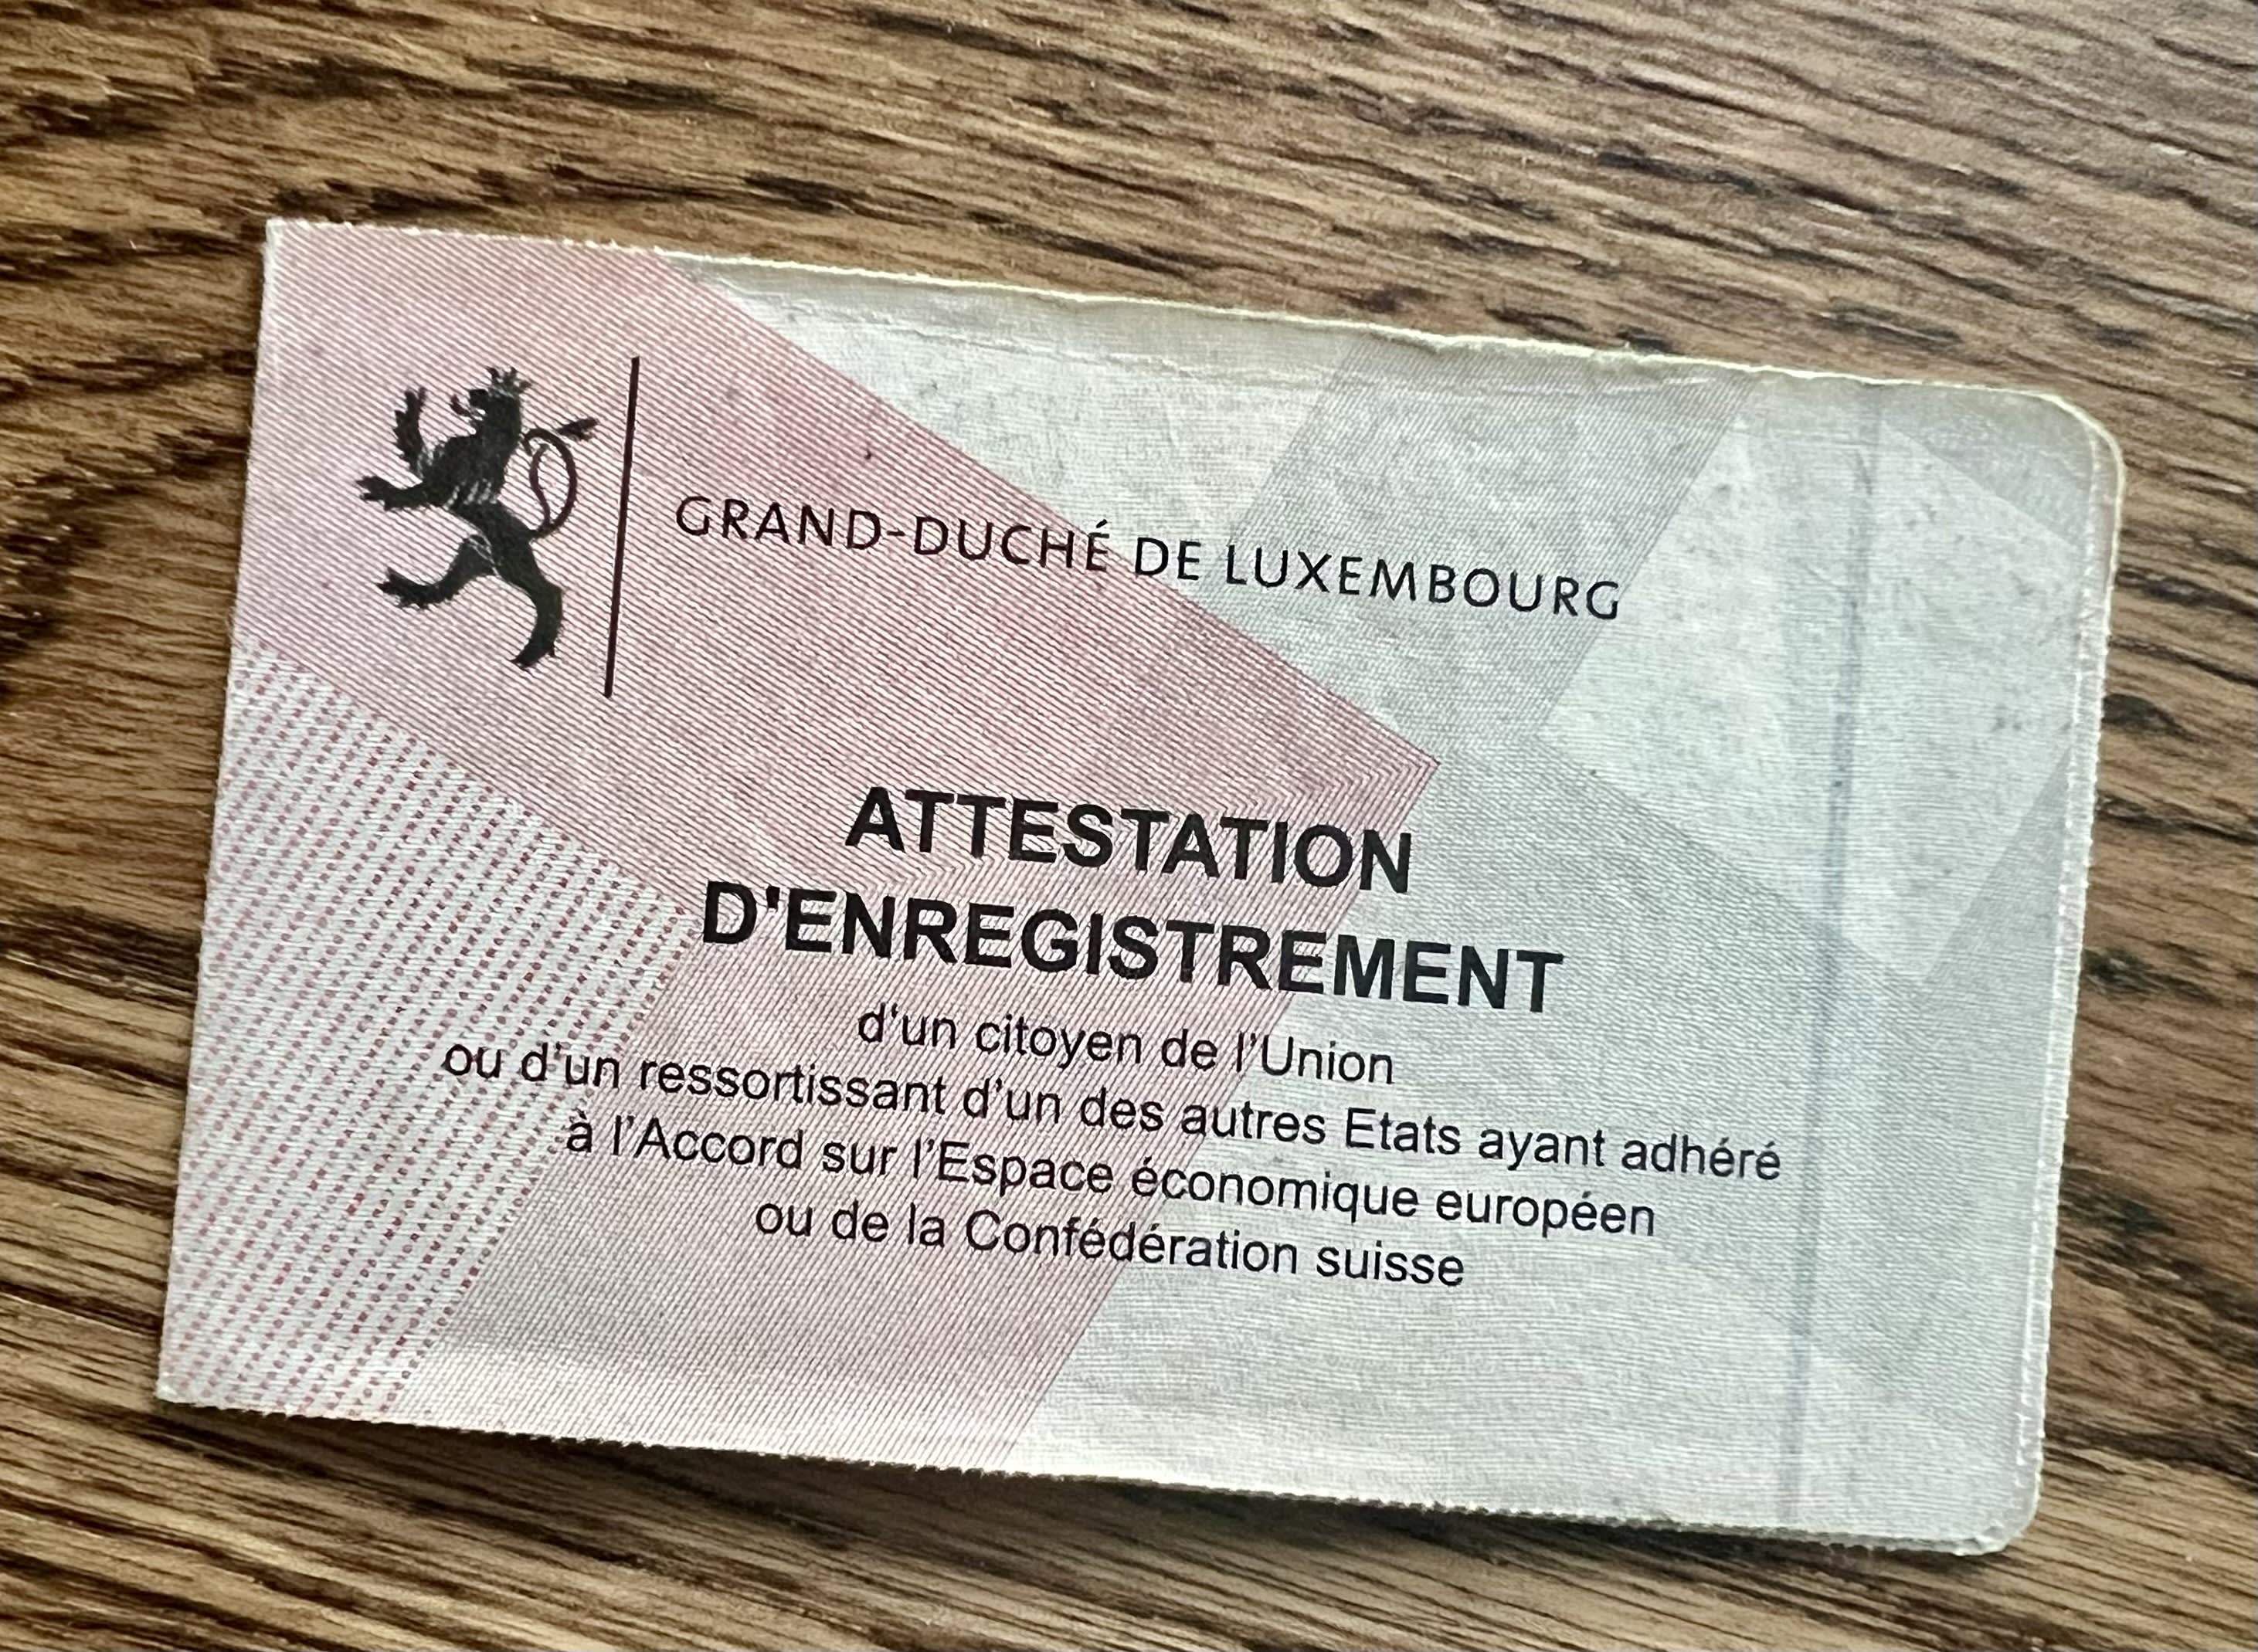 GRAND-DUCHÉ DE LUXEMBOURG
ATTESTATION
D'ENREGISTREMENT
d'un citoyen de l'Union
ou d'un ressortissant d'un des autres Etats ayant adhéré
à l'Accord sur l'Espace économique européen
ou de la Confédération suisse